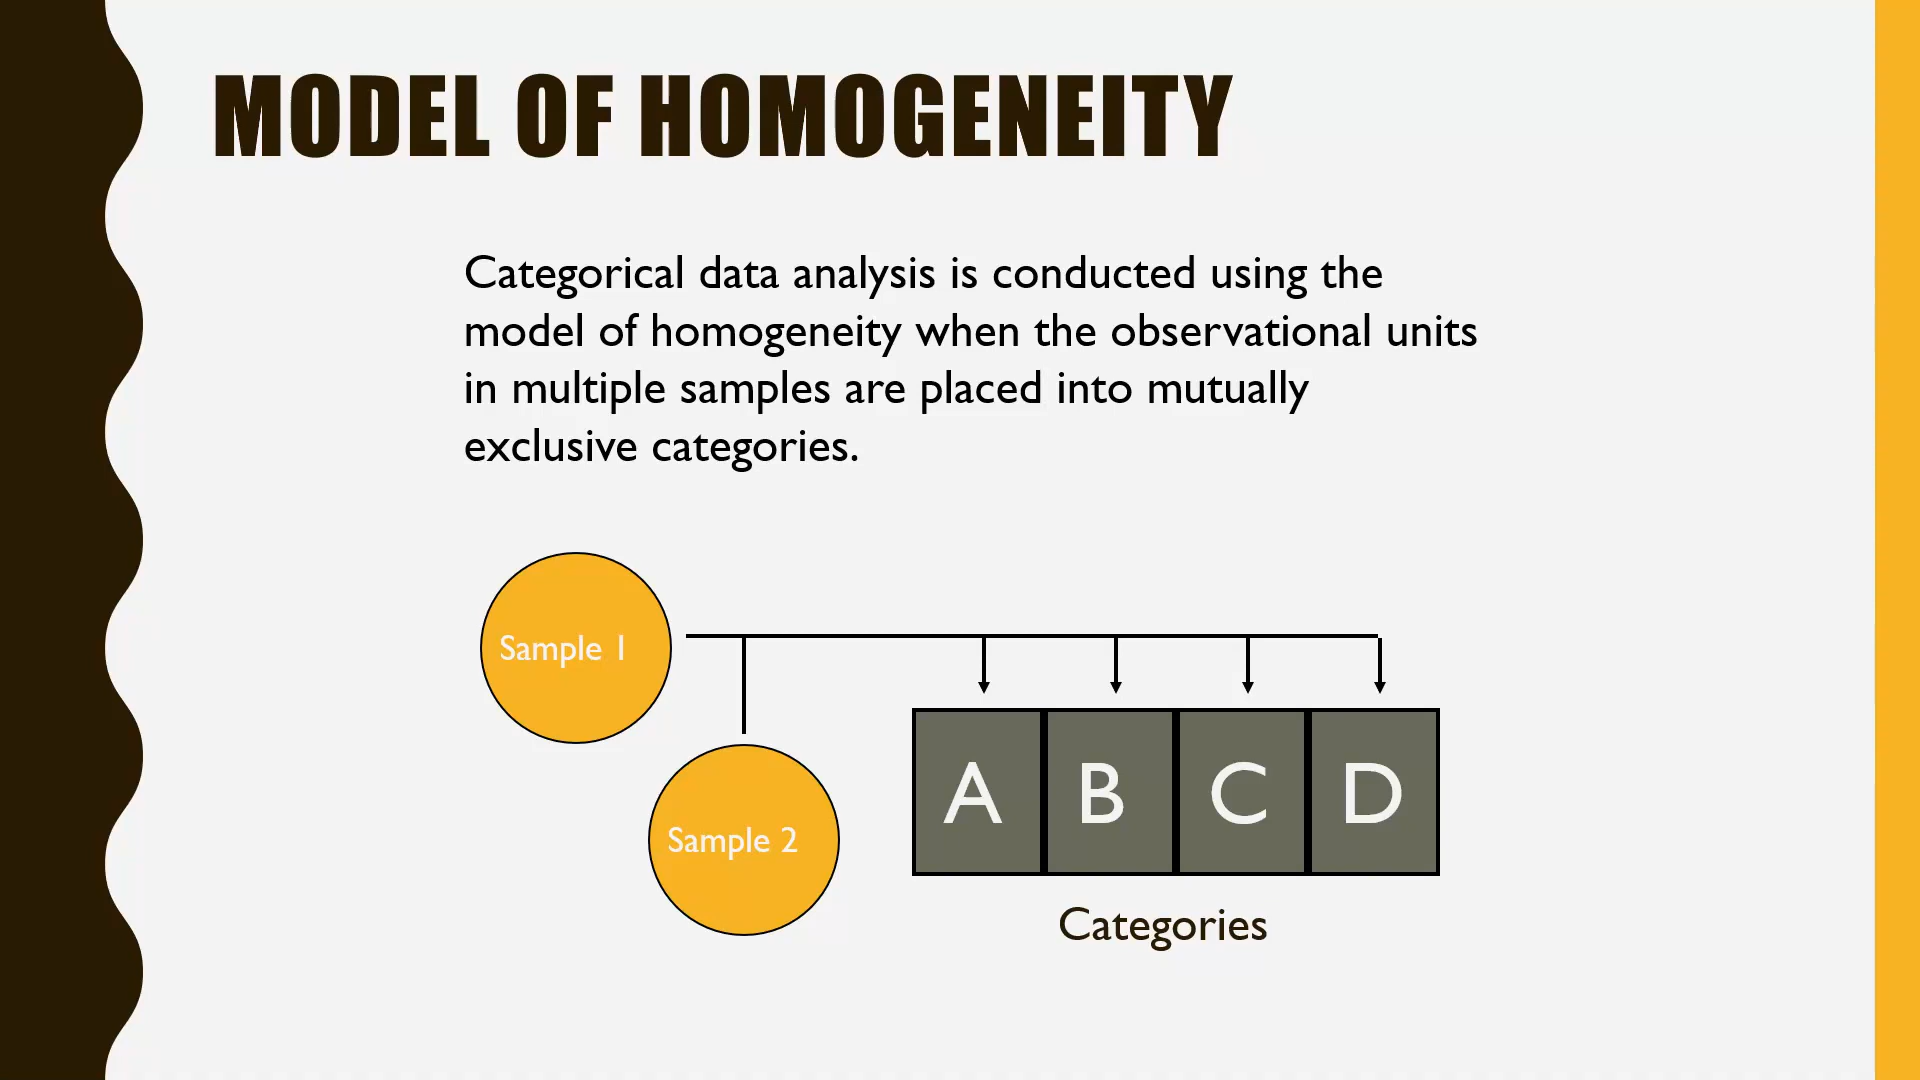 MODEL OF HOMOGENEITY
Categorical data analysis is conducted using the
model of homogeneity when the observational units
in multiple samples are placed into mutually
exclusive categories.
Sample 1
Sample 2
A B C D
Categories